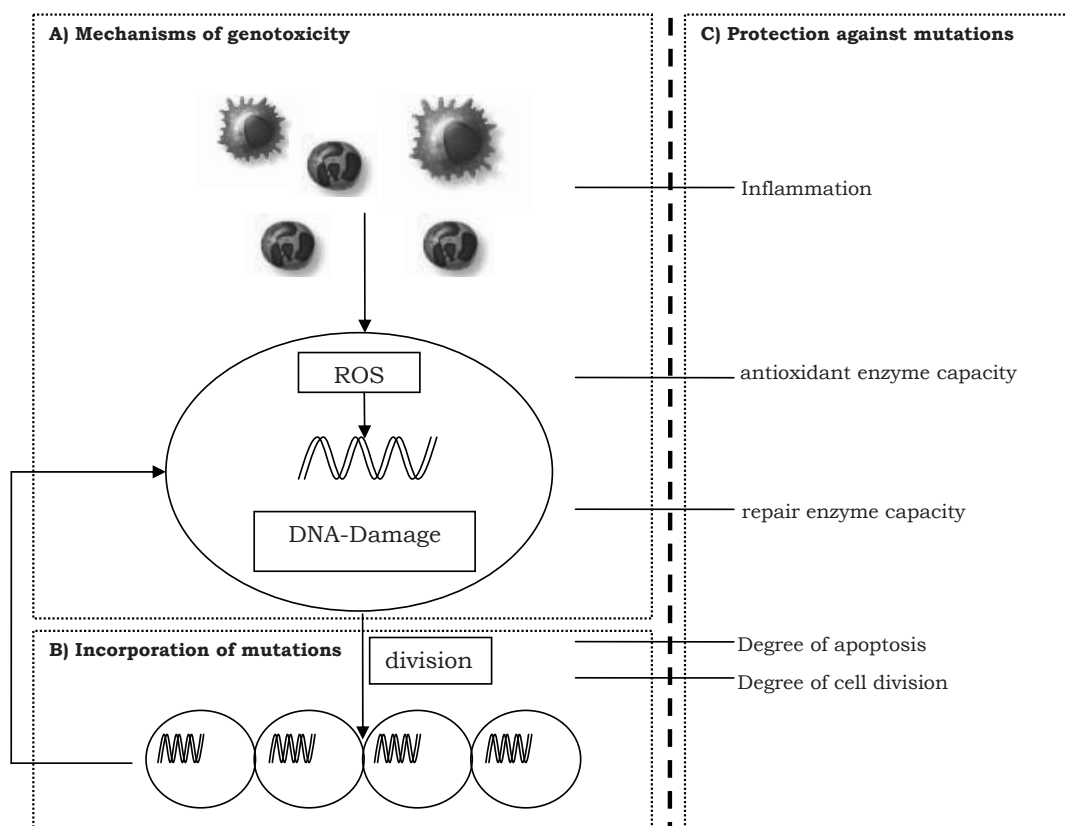 A) Mechanisms of genotoxicity
C) Protection against mutations
Inflammation
ROS
antioxidant enzyme capacity
repair enzyme capacity
DNA-Damage
B) Incorporation of mutations
division
Degree of apoptosis
Degree of cell division